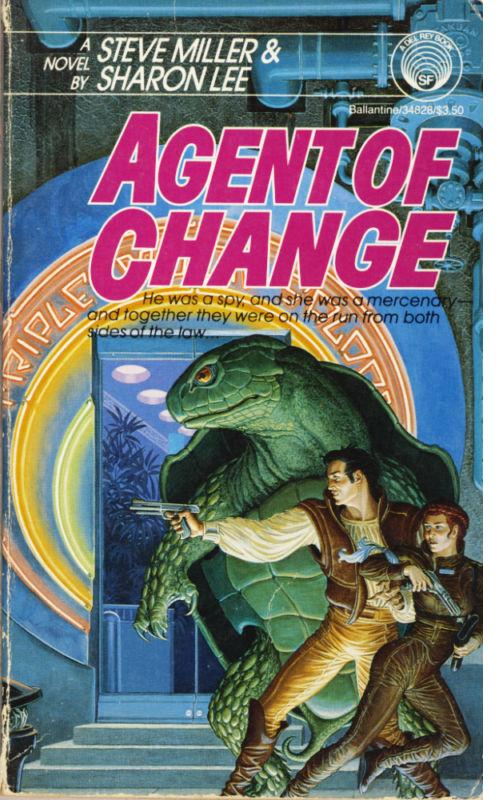 A NOVEL BY
STEVE MILLER &
SHARON LEE
A DEL REY BOOK
SF
Ballantine/34828/$3.50
AGENT OF
CHANGE
He was a spy, and she was a mercenary—
and together they were on the run from both
sides of the law...
TRIPLE